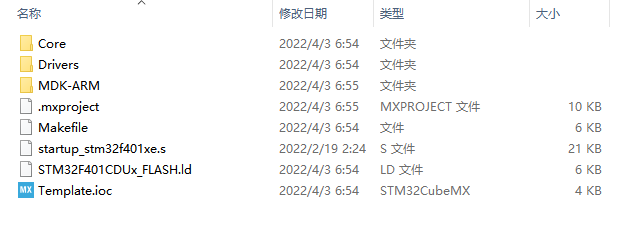 名称 修改日期 类型 大小
Core 2022/4/3 6:54 文件夹
Drivers 2022/4/3 6:54 文件夹
MDK-ARM 2022/4/3 6:55 文件夹
.mxproject 2022/4/3 6:55 MXPROJECT 文件 10 KB
Makefile 2022/4/3 6:54 文件 6 KB
startup_stm32f401xe.s 2022/2/19 2:24 S 文件 21 KB
STM32F401CDUx_FLASH.ld 2022/4/3 6:54 LD 文件 6 KB
MX Template.ioc 2022/4/3 6:54 STM32CubeMX 4 KB